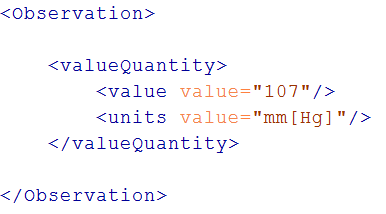 <Observation>
<valueQuantity>
<value value="107"/>
<units value="mm[Hg]"/>
</valueQuantity>
</Observation>